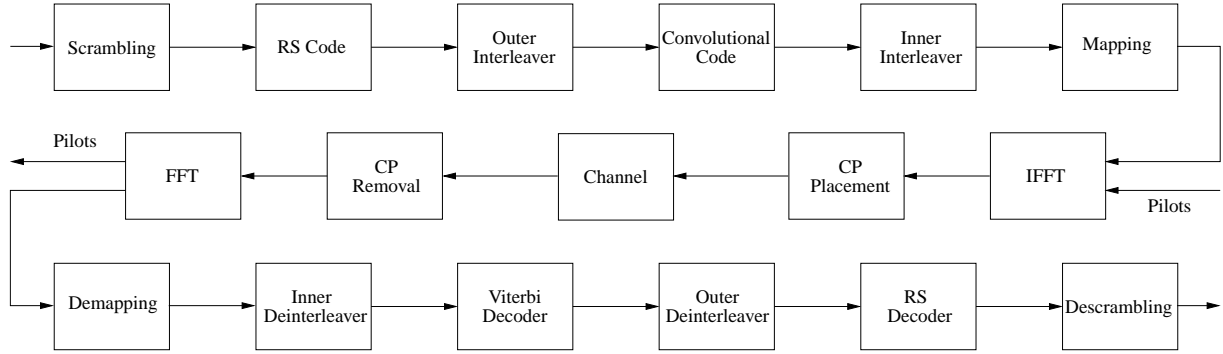 Scrambling
RS Code
Outer
Interleaver
Convolutional
Code
Inner
Interleaver
Mapping
Pilots
FFT
CP
Removal
Channel
CP
Placement
IFFT
Pilots
Demapping
Inner
Deinterleaver
Viterbi
Decoder
Outer
Deinterleaver
RS
Decoder
Descrambling